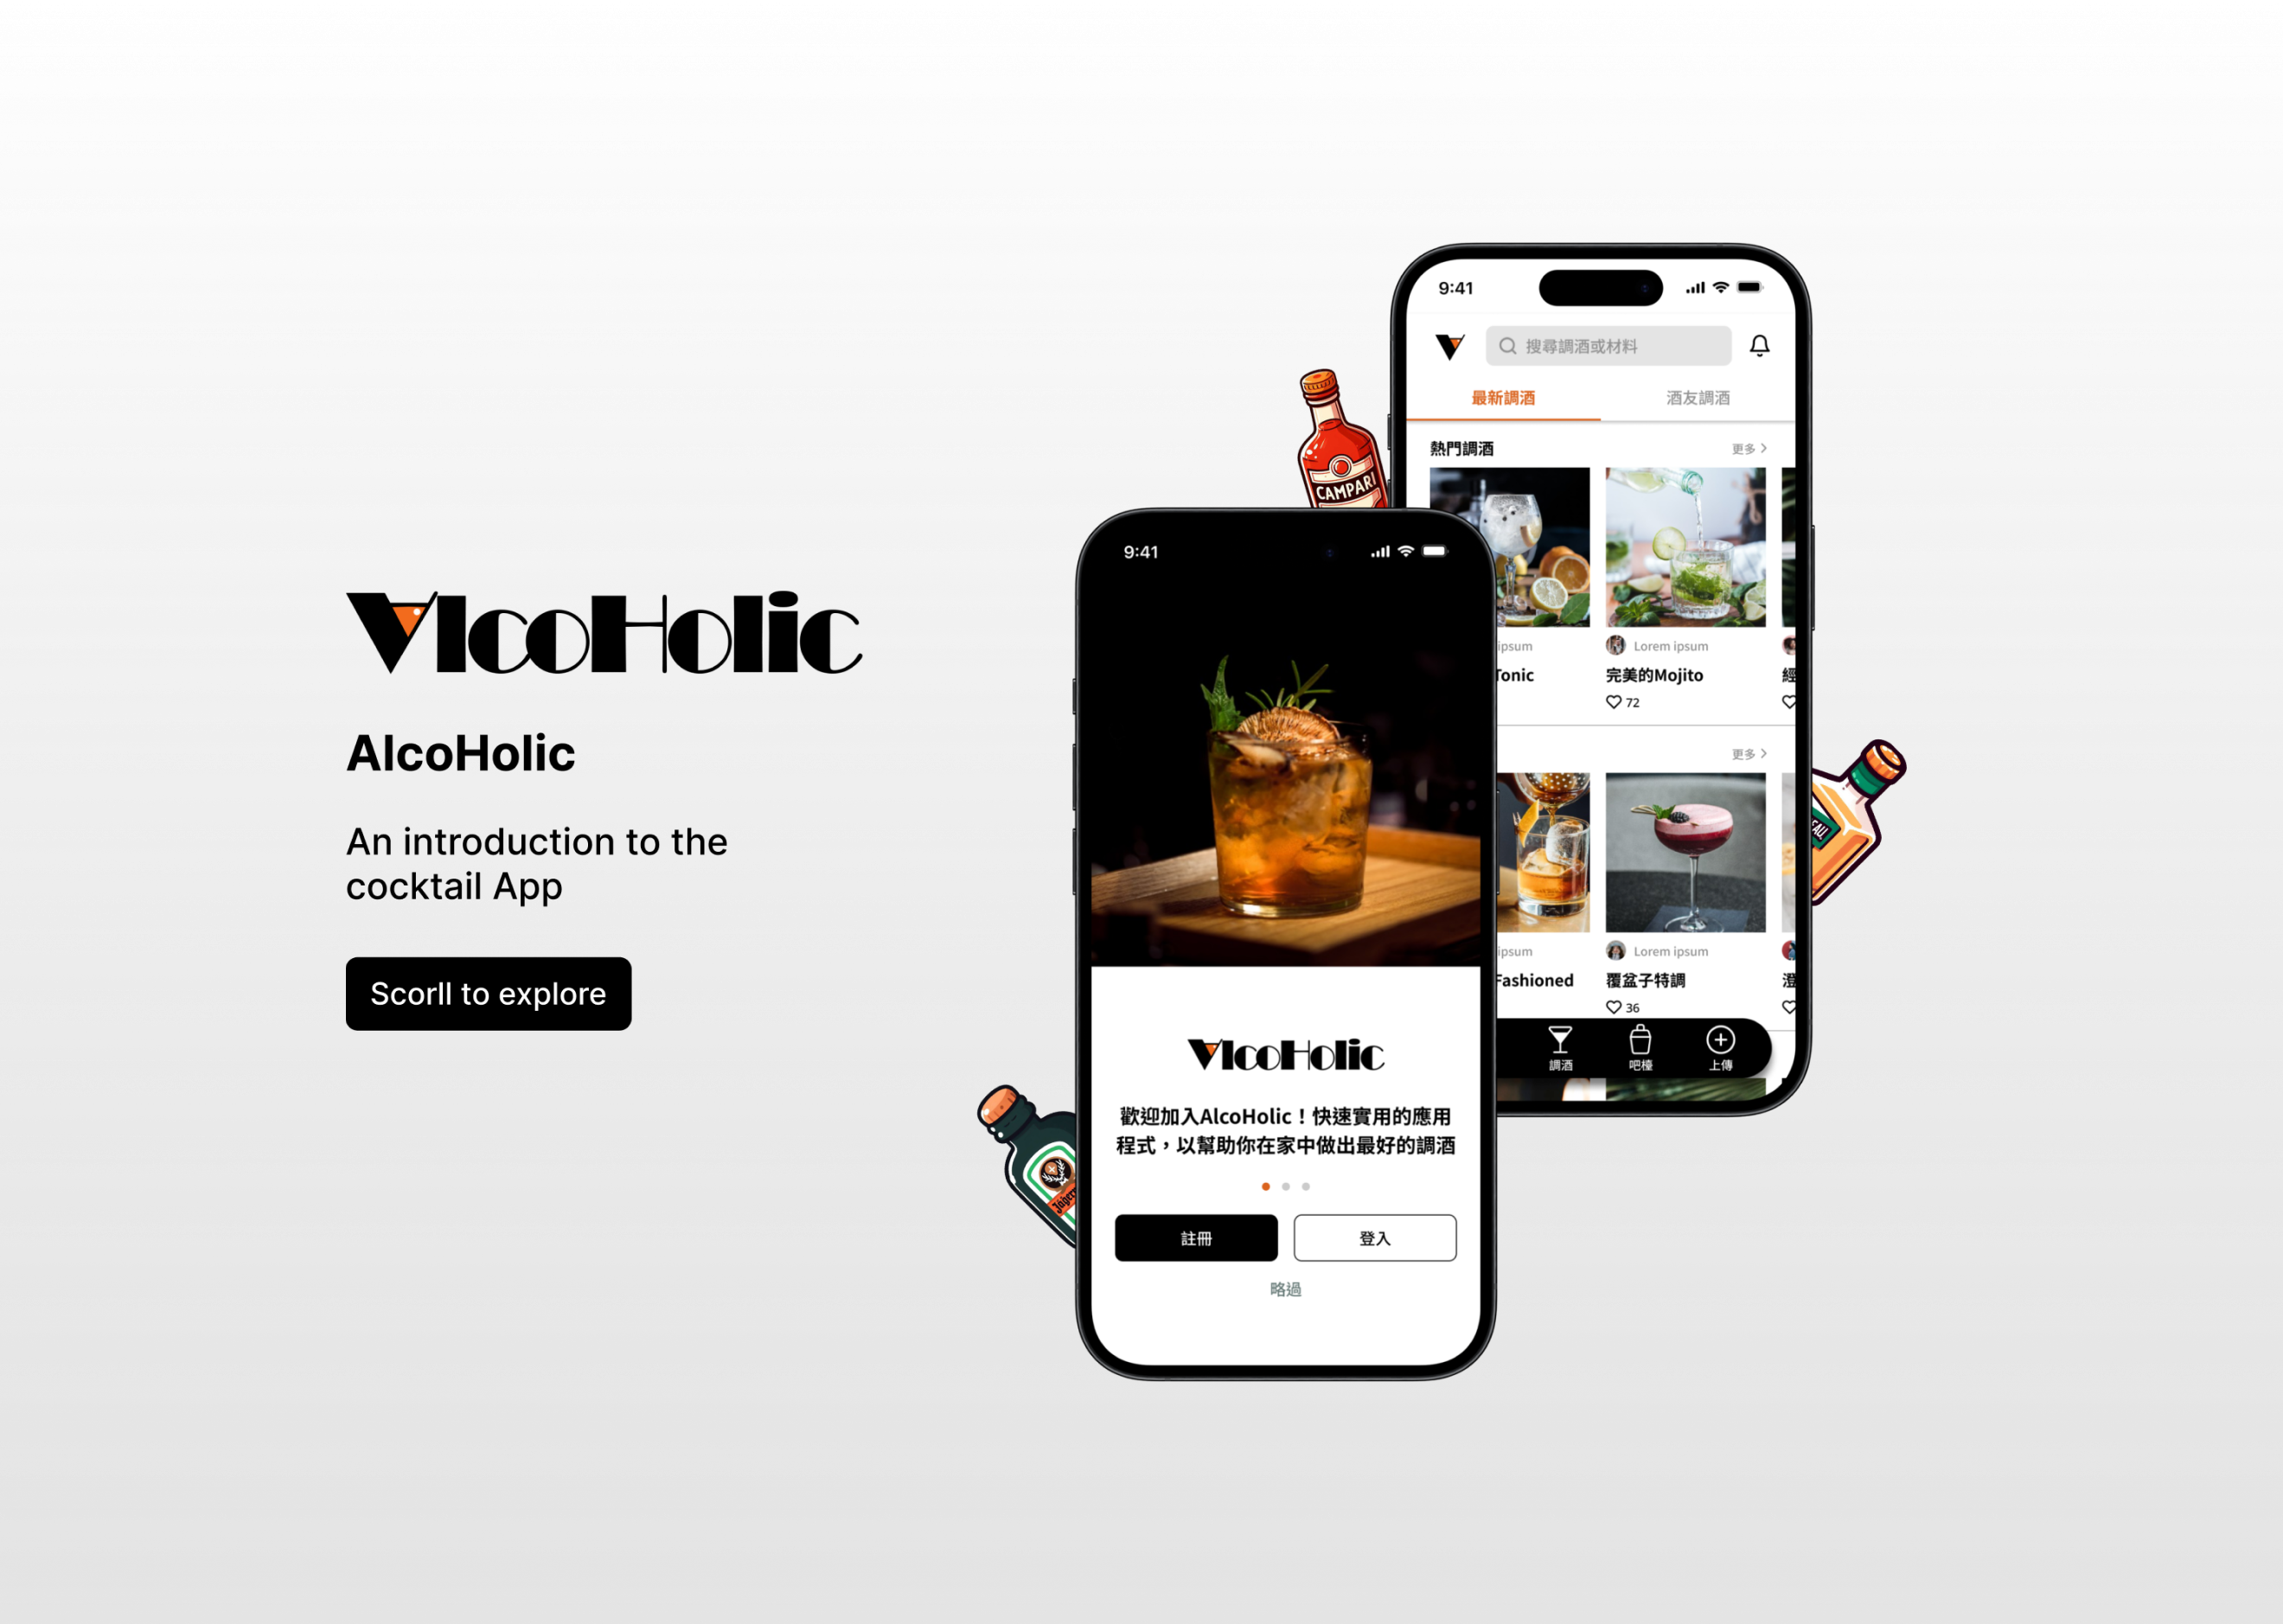 AlcoHolic
AlcoHolic
An introduction to the
cocktail App
Scorll to explore
CAMPARI
9:41
歡迎加入AlcoHolic！快速實用的應用
程式，以幫助你在家中做出最好的調酒
註冊
登入
略過
AlcoHolic
9:41
搜尋調酒或材料
最新調酒
酒友調酒
熱門調酒
更多
ipsum
Lorem ipsum
Tonic
完美的Mojito
72
更多
ipsum
Lorem ipsum
Fashioned
覆盆子特調
36
調酒
吧檯
上傳